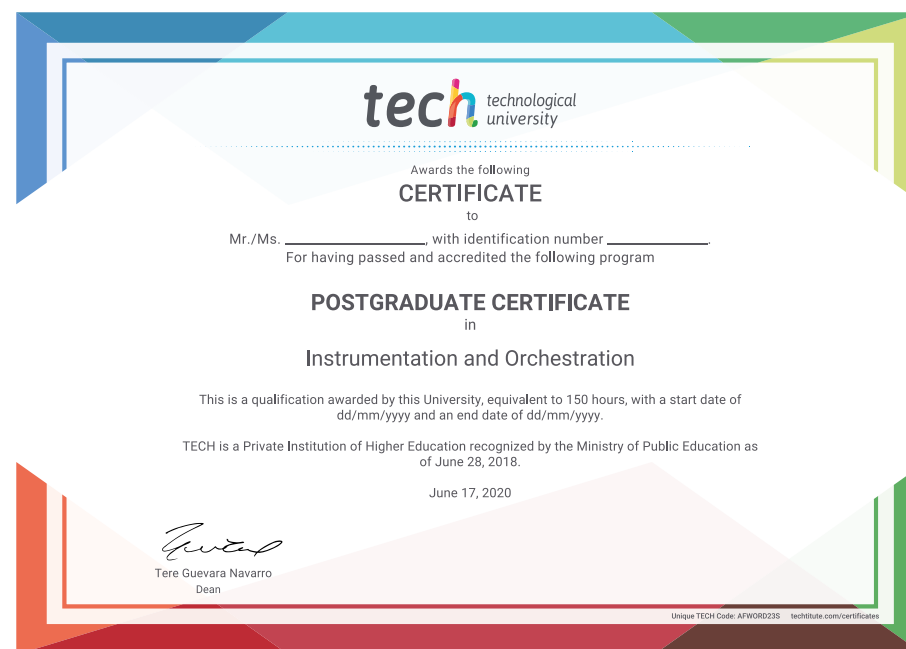 tech technological
university
Awards the following
CERTIFICATE
to
Mr./Ms. ____________________, with identification number ______________.
For having passed and accredited the following program
POSTGRADUATE CERTIFICATE
in
Instrumentation and Orchestration
This is a qualification awarded by this University, equivalent to 150 hours, with a start date of
dd/mm/yyyy and an end date of dd/mm/yyyy.
TECH is a Private Institution of Higher Education recognized by the Ministry of Public Education as
of June 28, 2018.
June 17, 2020
Tere Guevara Navarro
Dean
Unique TECH Code: AFWORD23S techtitute.com/certificates